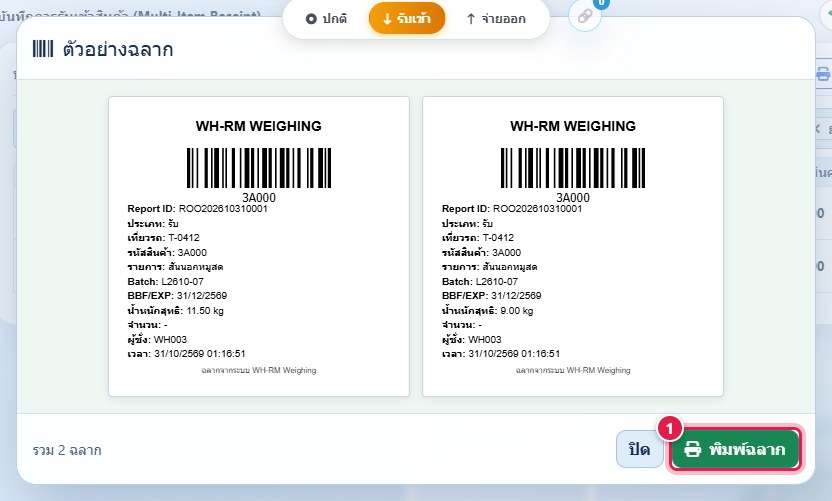 บันทึกการรับเข้าสินค้า (Multi-Item Receipt)
ปกติ
รับเข้า
จ่ายออก
0
ตัวอย่างฉลาก
WH-RM WEIGHING
3A000
Report ID: ROO202610310001
ประเภท: รับ
เที่ยวรถ: T-0412
รหัสสินค้า: 3A000
รายการ: สันนอกหมูสด
Batch: L2610-07
BBF/EXP: 31/12/2569
น้ำหนักสุทธิ: 11.50 kg
จำนวน: -
ผู้ชั่ง: WH003
เวลา: 31/10/2569 01:16:51
ฉลากจากระบบ WH-RM Weighing
WH-RM WEIGHING
3A000
Report ID: ROO202610310001
ประเภท: รับ
เที่ยวรถ: T-0412
รหัสสินค้า: 3A000
รายการ: สันนอกหมูสด
Batch: L2610-07
BBF/EXP: 31/12/2569
น้ำหนักสุทธิ: 9.00 kg
จำนวน: -
ผู้ชั่ง: WH003
เวลา: 31/10/2569 01:16:51
ฉลากจากระบบ WH-RM Weighing
รวม 2 ฉลาก
ปิด
1
พิมพ์ฉลาก